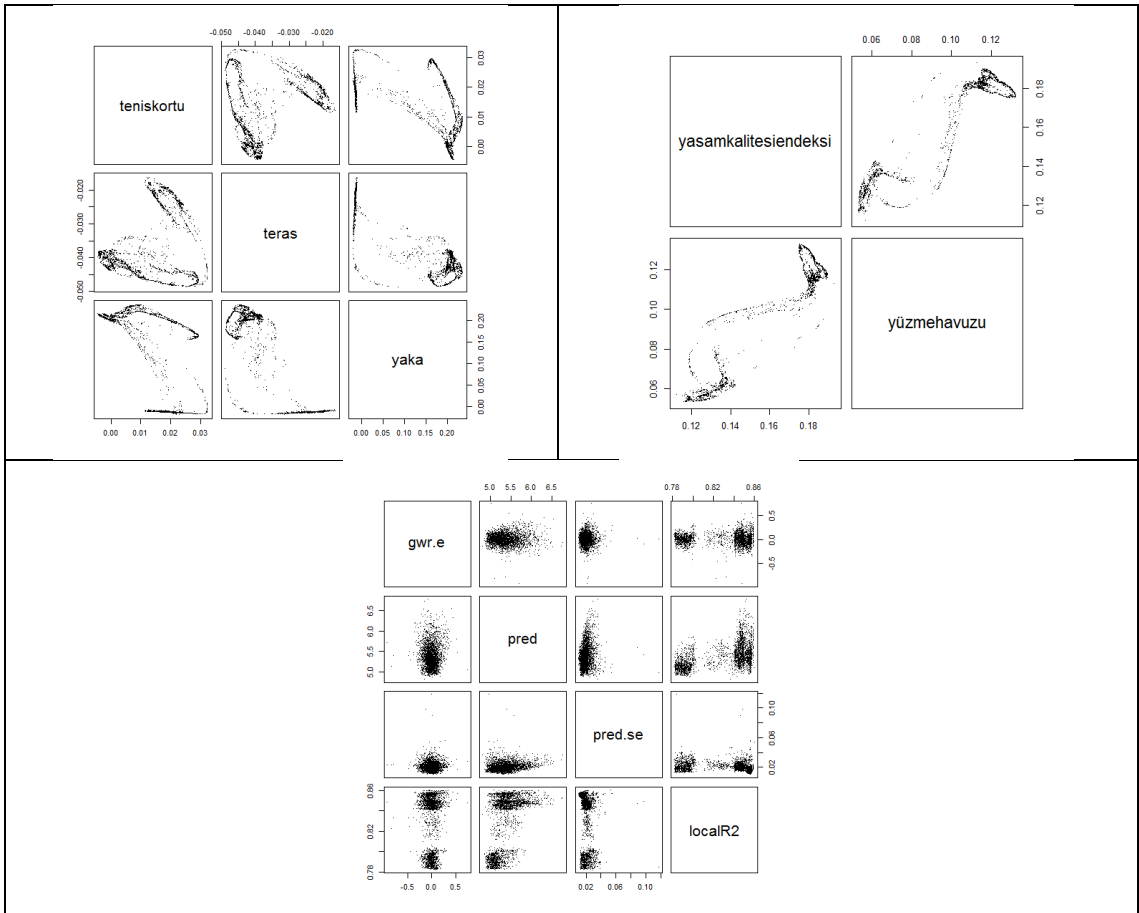 -0.050 -0.040 -0.030 -0.020
teniskortu
0.00 0.01 0.02 0.03
-0.050 -0.040 -0.030 -0.020
teras
yaka
0.00 0.05 0.10 0.15 0.20
0.00 0.01 0.02 0.03
0.00 0.05 0.10 0.15 0.20
0.06 0.08 0.10 0.12
yasamkalitesiendeksi
0.12 0.14 0.16 0.18
0.06 0.08 0.10 0.12
yüzmehavuzu
0.12 0.14 0.16 0.18
5.0 5.5 6.0 6.5
0.78 0.82 0.86
gwr.e
-0.5 0.0 0.5
5.0 5.5 6.0 6.5
pred
pred.se
0.02 0.06 0.10
0.78 0.82 0.86
localR2
-0.5 0.0 0.5
0.02 0.06 0.10